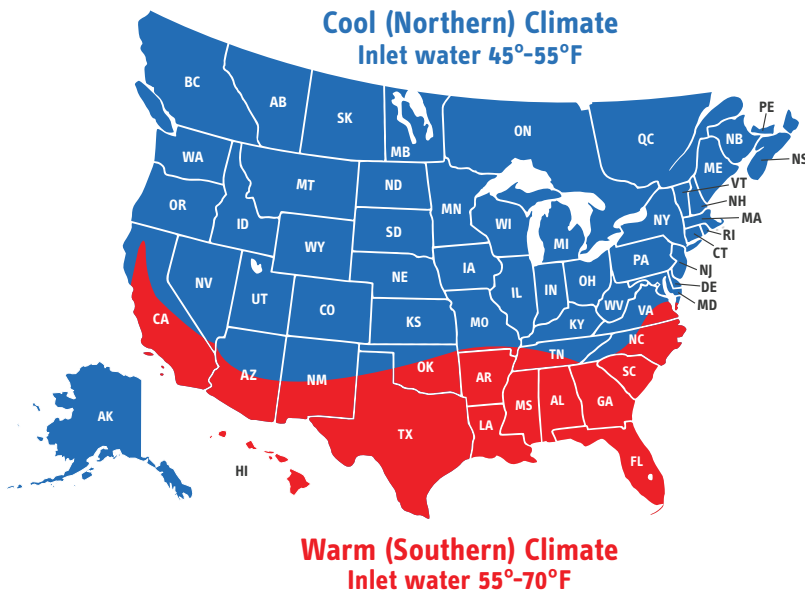 Cool (Northern) Climate
Inlet water 45°-55°F
BC
AB
SK
MB
ON
QC
PE
NB
NS
ME
VT
NH
MA
RI
CT
NJ
DE
MD
WA
MT
ND
MN
OR
ID
WY
SD
WI
MI
NY
PA
NE
IA
NV
UT
CO
KS
MO
IL
IN
OH
WV
VA
KY
CA
AZ
NM
OK
AR
TN
NC
SC
MS
AL
GA
TX
LA
FL
AK
HI
Warm (Southern) Climate
Inlet water 55°-70°F